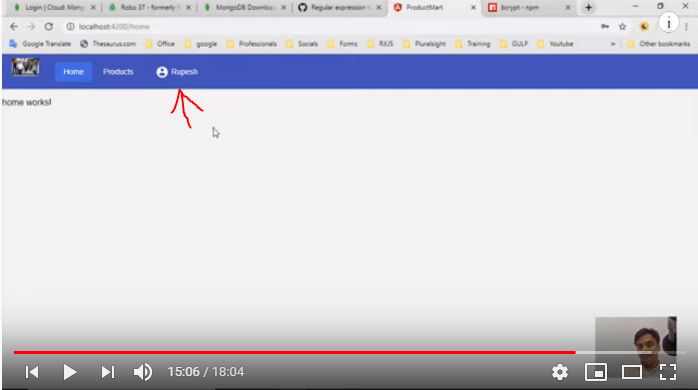 Login | Cloud: Mong
Robo 3T - formerly
MongoDB Download
Regular expression
ProductMart
bcrypt - npm
localhost:4200/home
Google Translate
Thesaurus.com
Office
google
Professionals
Socials
Forms
RXJS
Pluralsight
Training
GULP
Youtube
»
Other bookmarks
Home
Products
Rupesh
home works!
15:06 / 18:04